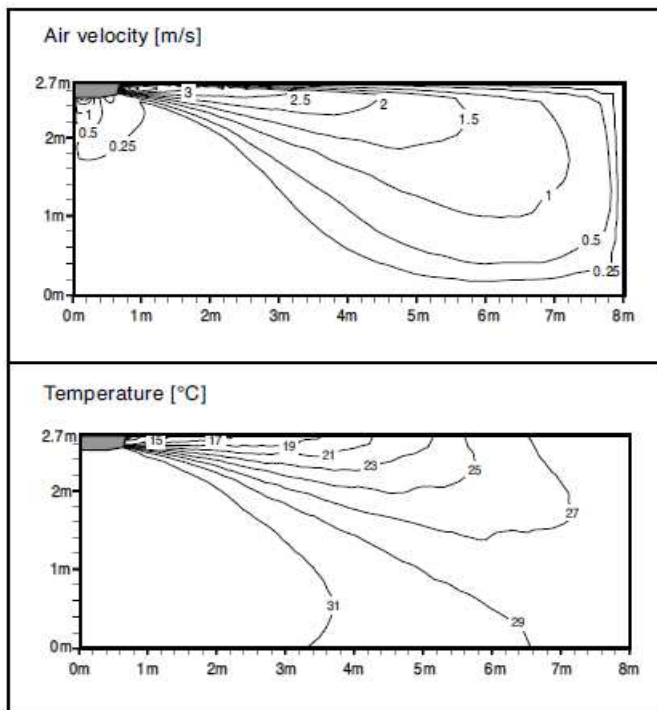 Air velocity [m/s]
2.7m
3
2.5
2
1.5
1
0.5
0.25
2m
1
1m
0.5
0.25
0m
0m 1m 2m 3m 4m 5m 6m 7m 8m
Temperature [°C]
2.7m
15 17 19 21 23 25
2m
27
1m
31
29
0m
0m 1m 2m 3m 4m 5m 6m 7m 8m